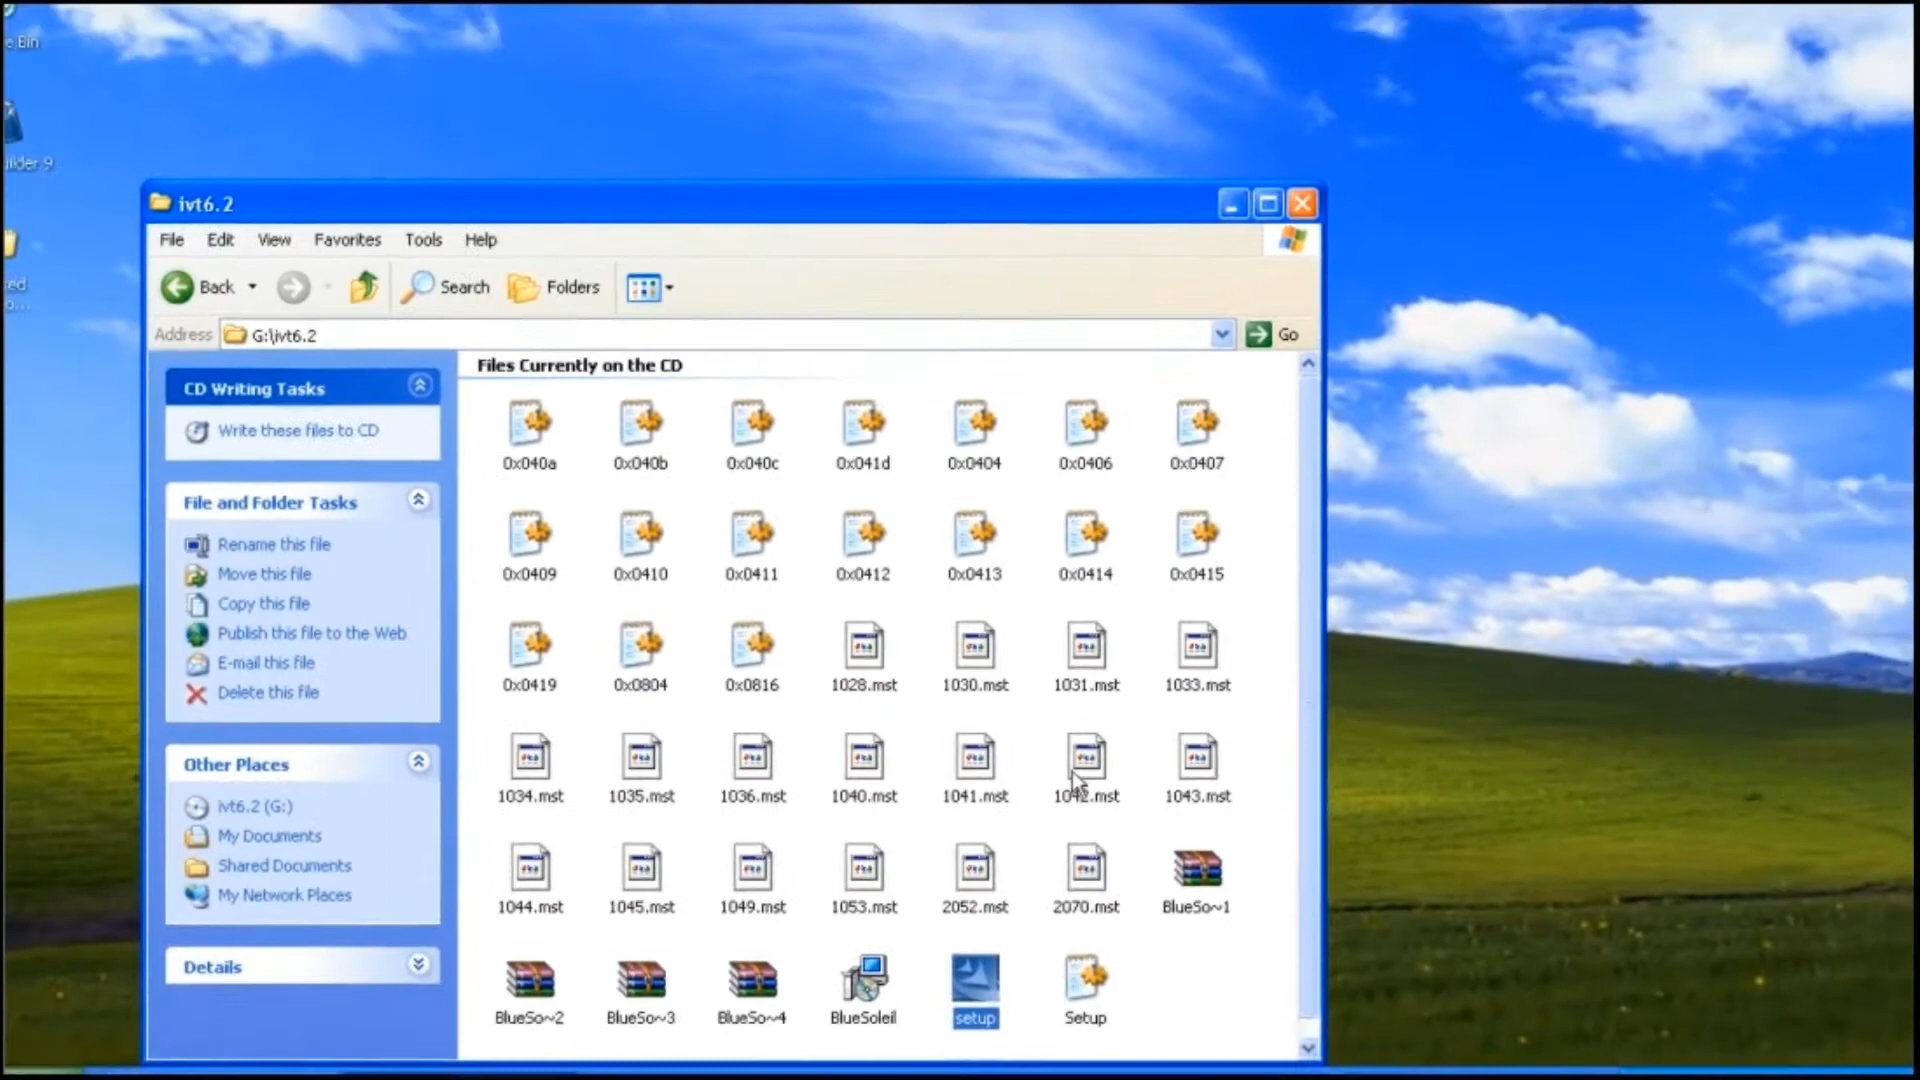 e Bin
uilder 9
ivt6.2
File Edit View Favorites Tools Help
Back Search Folders
Address G:\ivt6.2 Go
Files Currently on the CD
CD Writing Tasks
Write these files to CD
File and Folder Tasks
Rename this file
Move this file
Copy this file
Publish this file to the Web
E-mail this file
Delete this file
Other Places
ivt6.2 (G:)
My Documents
Shared Documents
My Network Places
Details
0x040a 0x040b 0x040c 0x041d 0x0404 0x0406 0x0407
0x0409 0x0410 0x0411 0x0412 0x0413 0x0414 0x0415
0x0419 0x0804 0x0816 1028.mst 1030.mst 1031.mst 1033.mst
1034.mst 1035.mst 1036.mst 1040.mst 1041.mst 1042.mst 1043.mst
1044.mst 1045.mst 1049.mst 1053.mst 2052.mst 2070.mst BlueSo~1
BlueSo~2 BlueSo~3 BlueSo~4 BlueSoleil setup Setup